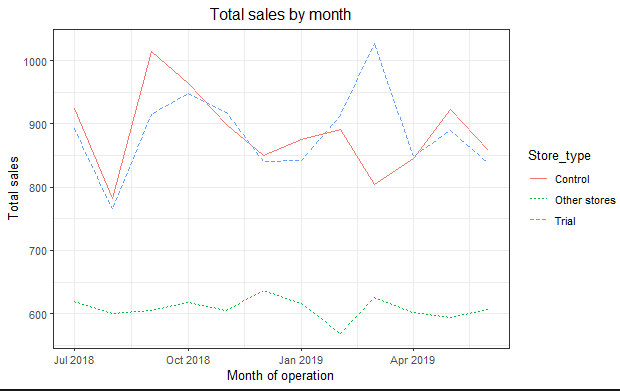 Total sales by month
Total sales
1000
900
800
700
600
Jul 2018
Oct 2018
Jan 2019
Apr 2019
Month of operation
Store_type
Control
Other stores
Trial